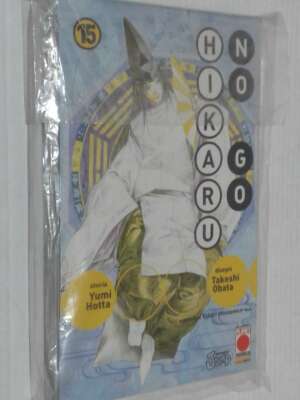 15
HIKARU
NO GO
storia
Yumi
Hotta
disegni
Takeshi
Obata